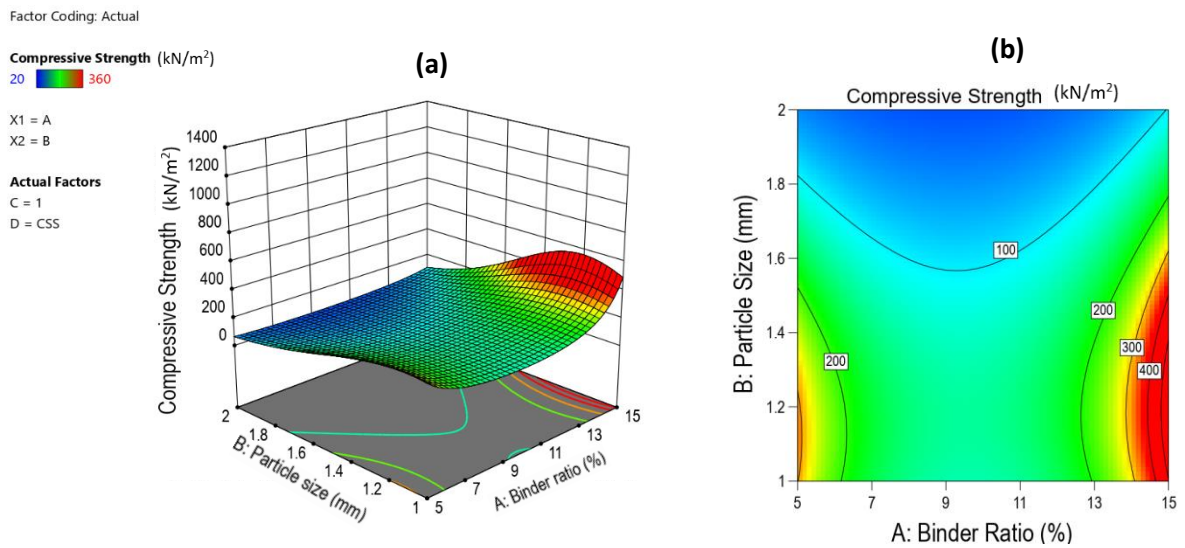 Factor Coding: Actual
Compressive Strength (kN/m²)
20 360
X1 = A
X2 = B
Actual Factors
C = 1
D = CSS
(a)
Compressive Strength (kN/m²)
1400
1200
1000
800
600
400
200
0
2
1.8
1.6
1.4
1.2
1
B: Particle size (mm)
5
7
9
11
13
15
A: Binder ratio (%)
(b)
Compressive Strength (kN/m²)
B: Particle Size (mm)
2
1.8
1.6
1.4
1.2
1
100
200
200
300
400
5 7 9 11 13 15
A: Binder Ratio (%)